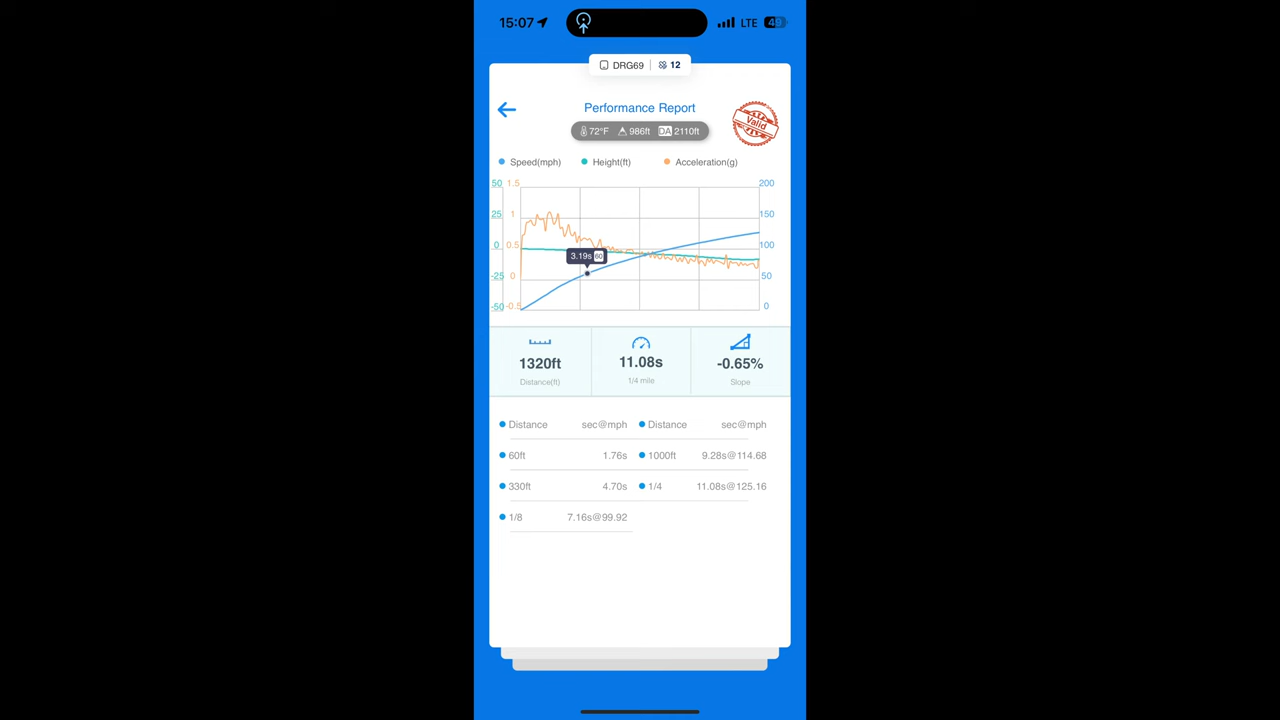 15:07 LTE 49
DRG69 12
Performance Report
Valid
72°F 986ft DA 2110ft
Speed(mph) Height(ft) Acceleration(g)
50 1.5 200
25 1 150
0 0.5 100
3.19s 60
-25 0 50
-50 -0.5 0
1320ft 11.08s -0.65%
Distance(ft) 1/4 mile Slope
Distance sec@mph Distance sec@mph
60ft 1.76s 1000ft 9.28s@114.68
330ft 4.70s 1/4 11.08s@125.16
1/8 7.16s@99.92